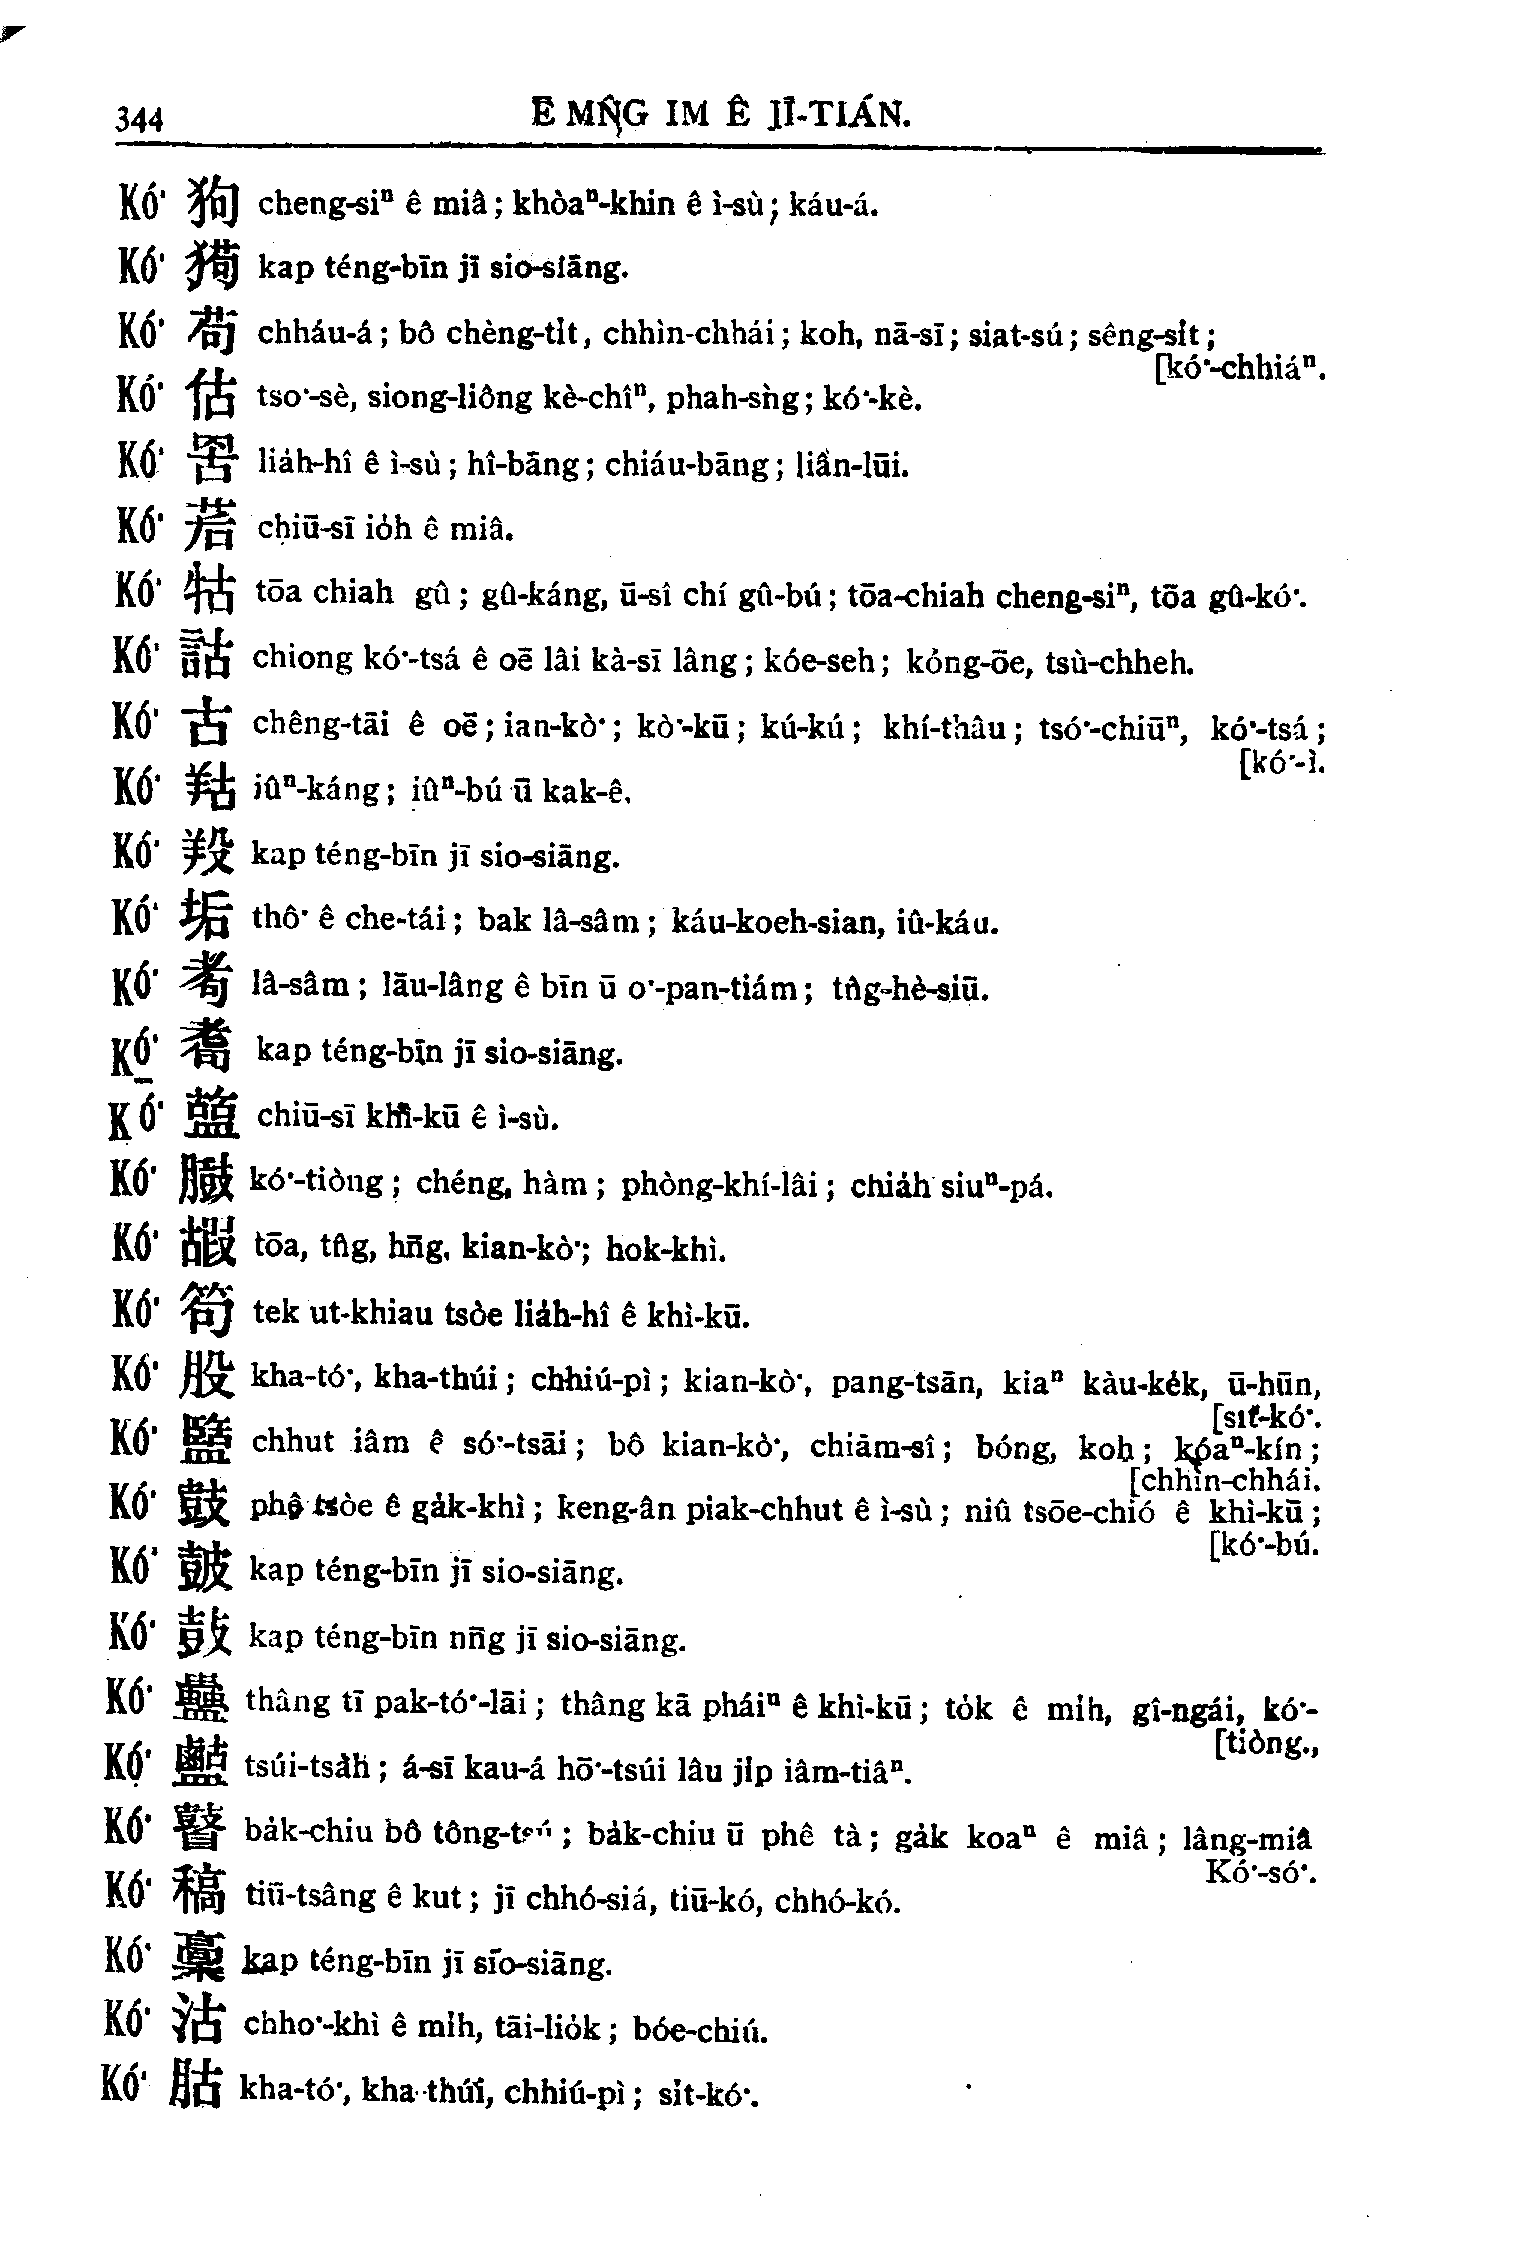 344 Ē MN̂G IM Ê JĪ-TIÁN.
Kó͘ 狗 cheng-siⁿ ê miâ; khòaⁿ-khin ê ì-sù; káu-á.
Kó͘ kap téng-bīn jī sio-siāng.
Kó͘ 苟 chháu-á; bô chèng-ti̍t, chhìn-chhái; koh, nā-sī; siat-sú; sêng-si̍t;
[kó͘-chhiáⁿ.
Kó͘ 估 tso͘-sè, siong-liông kè-chîⁿ, phah-sǹg; kó͘-kè.
Kó͘ 罟 lia̍h-hî ê ì-sù; hî-bāng; chiáu-bāng; liân-lūi.
Kó͘ chiū-sī io̍h ê miâ.
Kó͘ 牯 tōa chiah gû; gû-káng, ū-sî chí gû-bú; tōa-chiah cheng-siⁿ, tōa gû-kó͘.
Kó͘ 詁 chiong kó͘-tsá ê oē lâi kà-sī lâng; kóe-seh; kóng-ōe, tsù-chheh.
Kó͘ 古 chêng-tāi ê oē; ian-kò͘; kò͘-kū; kú-kú; khí-thâu; tsó͘-chiūⁿ, kó͘-tsá;
[kó͘-ì.
Kó͘ 羖 iûⁿ-káng; iûⁿ-bú ū kak-ê.
Kó͘ 羖 kap téng-bīn jī sio-siāng.
Kó͘ 垢 thô͘ ê che-tái; bak lâ-sâm; káu-koeh-sian, iû-káu.
Kó͘ 耇 lâ-sâm; lāu-lâng ê bīn ū o͘-pan-tiám; tn̂g-hè-siū.
Kó͘ kap téng-bīn jī sio-siāng.
Kó͘ chiū-sī khì-kū ê ì-sù.
Kó͘ 臌 kó͘-tiòng; chéng, hàm; phòng-khí-lâi; chia̍h siuⁿ-pá.
Kó͘ 嘏 tōa, tn̂g, hn̄g, kian-kò͘; hok-khì.
Kó͘ 笱 tek ut-khiau tsòe lia̍h-hî ê khì-kū.
Kó͘ 股 kha-tó͘, kha-thúi; chhiú-pì; kian-kò͘, pang-tsān, kiaⁿ kàu-ke̍k, ū-hūn,
[si̍t-kó͘.
Kó͘ 盬 chhut iâm ê só͘-tsāi; bô kian-kò͘, chiām-sî; bóng, koh; kóaⁿ-kín;
[chhìn-chhái.
Kó͘ 鼓 phê tsòe ê ga̍k-khì; keng-ân piak-chhut ê ì-sù; niû tsōe-chió ê khì-kū;
[kó͘-bú.
Kó͘ 皷 kap téng-bīn jī sio-siāng.
Kó͘ 鼔 kap téng-bīn nn̄g jī sio-siāng.
Kó͘ 蠱 thâng tī pak-tó͘-lāi; thâng kā pháiⁿ ê khì-kū; to̍k ê mi̍h, gî-ngái, kó͘-
[tiòng.,
Kó͘ 盬 tsúi-tsa̍h; á-sī kau-á hō͘-tsúi lâu ji̍p iâm-tiâⁿ.
Kó͘ 瞽 ba̍k-chiu bô tông-; ba̍k-chiu ū phê tà; ga̍k koaⁿ ê miâ; lâng-miâ
Kó͘-só͘.
Kó͘ 稿 tiū-tsâng ê kut; jī chhó-siá, tiū-kó, chhó-kó.
Kó͘ 稾 kap téng-bīn jī sio-siāng.
Kó͘ 沽 chho͘-khì ê mi̍h, tāi-lio̍k; bóe-chiú.
Kó͘ kha-tó͘, kha-thúi, chhiú-pì; si̍t-kó͘.